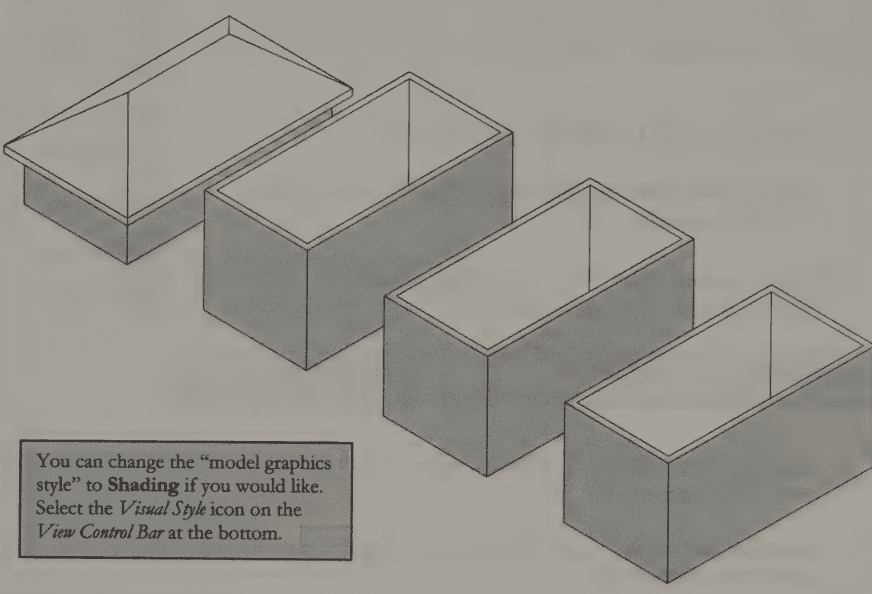 You can change the “model graphics
style” to Shading if you would like.
Select the Visual Style icon on the
View Control Bar at the bottom.